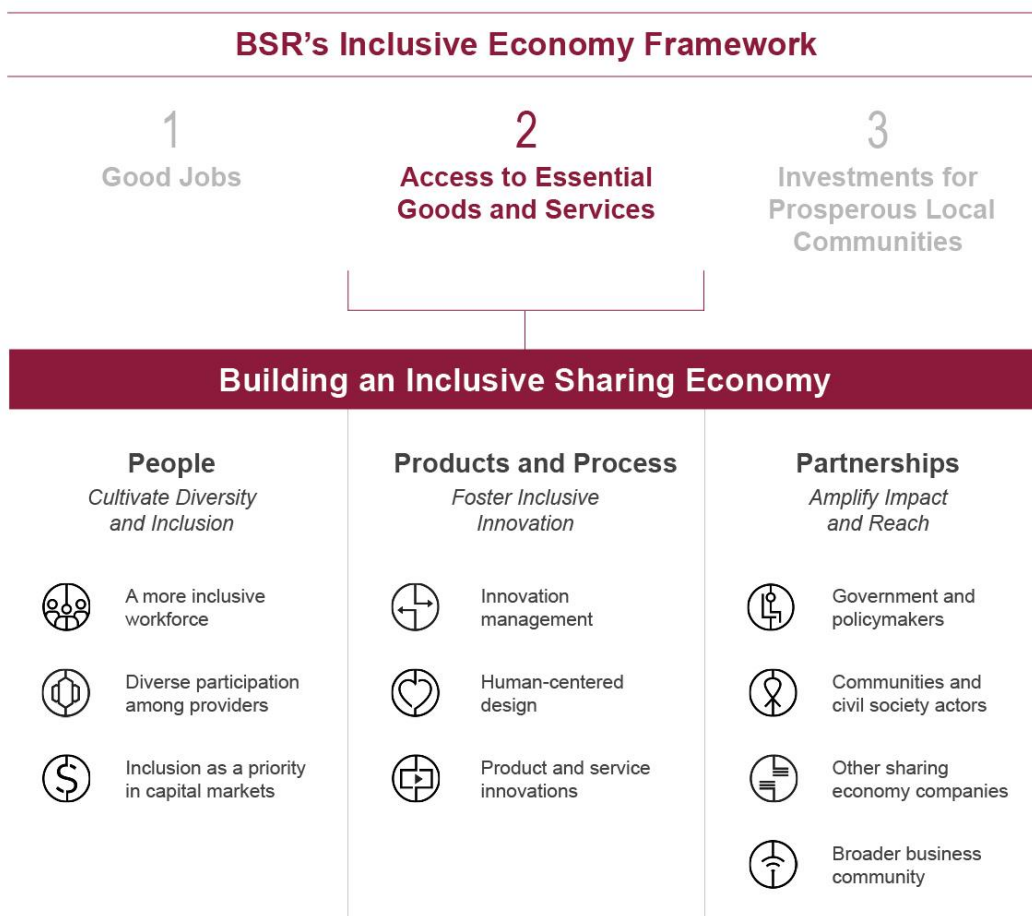 BSR's Inclusive Economy Framework
1
Good Jobs
2
Access to Essential
Goods and Services
3
Investments for
Prosperous Local
Communities
Building an Inclusive Sharing Economy
People
Cultivate Diversity
and Inclusion
A more inclusive
workforce
Diverse participation
among providers
Inclusion as a priority
in capital markets
Products and Process
Foster Inclusive
Innovation
Innovation
management
Human-centered
design
Product and service
innovations
Partnerships
Amplify Impact
and Reach
Government and
policymakers
Communities and
civil society actors
Other sharing
economy companies
Broader business
community